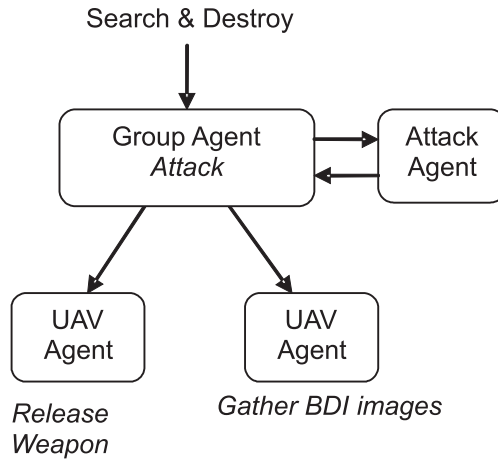 Search & Destroy
Group Agent
Attack
Attack
Agent
UAV
Agent
UAV
Agent
Release
Weapon
Gather BDI images